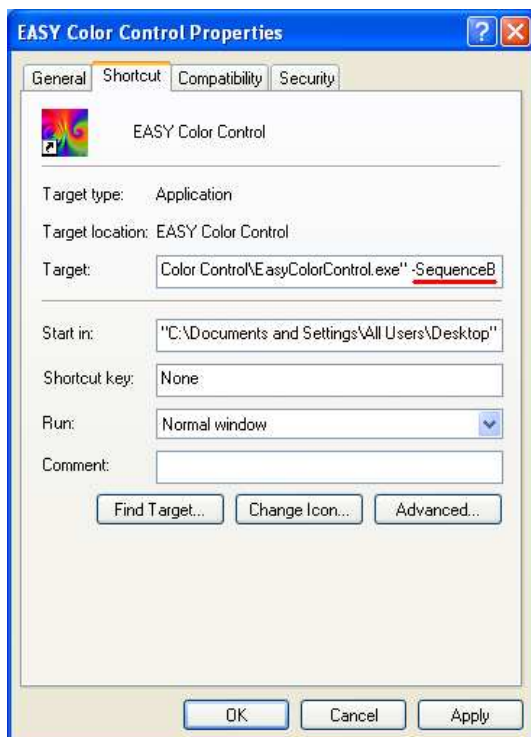 EASY Color Control Properties
General Shortcut Compatibility Security
EASY Color Control
Target type: Application
Target location: EASY Color Control
Target: Color Control\EasyColorControl.exe" -SequenceB
Start in: "C:\Documents and Settings\All Users\Desktop"
Shortcut key: None
Run: Normal window
Comment:
Find Target... Change Icon... Advanced...
OK Cancel Apply